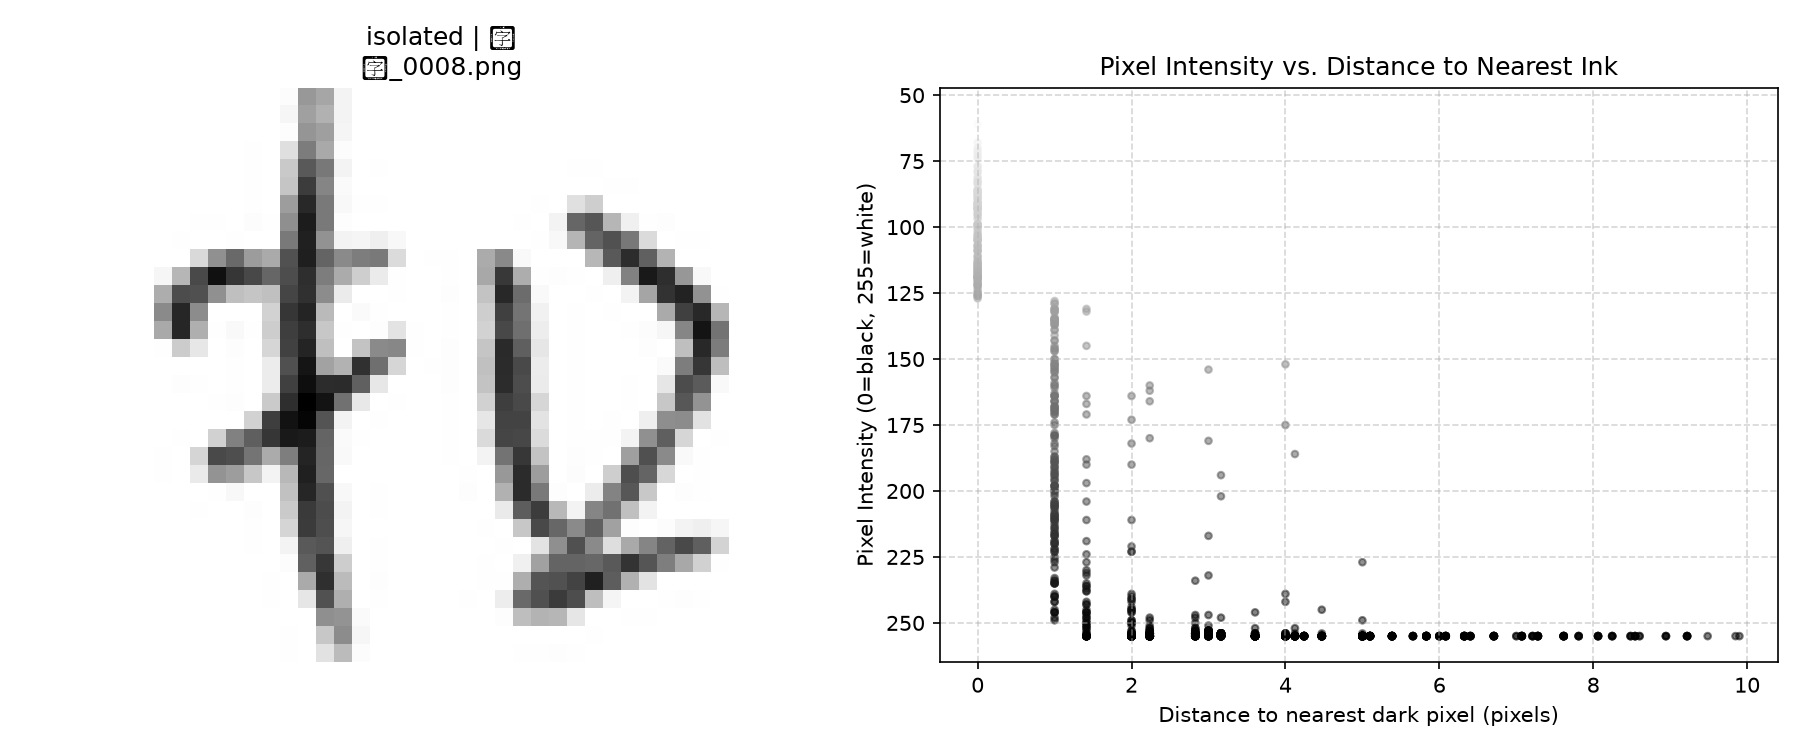 isolated |
_0008.png
Pixel Intensity vs. Distance to Nearest Ink
50
75
100
125
150
175
200
225
250
Pixel Intensity (0=black, 255=white)
0 2 4 6 8 10
Distance to nearest dark pixel (pixels)